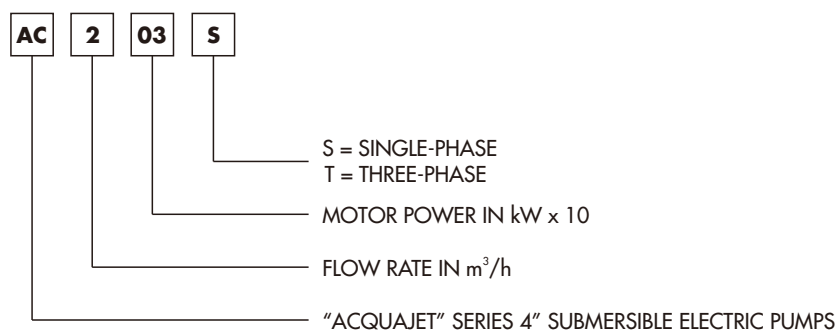 AC 2 03 S
S = SINGLE-PHASE
T = THREE-PHASE
MOTOR POWER IN kW x 10
FLOW RATE IN m³/h
“ACQUAJET” SERIES 4” SUBMERSIBLE ELECTRIC PUMPS